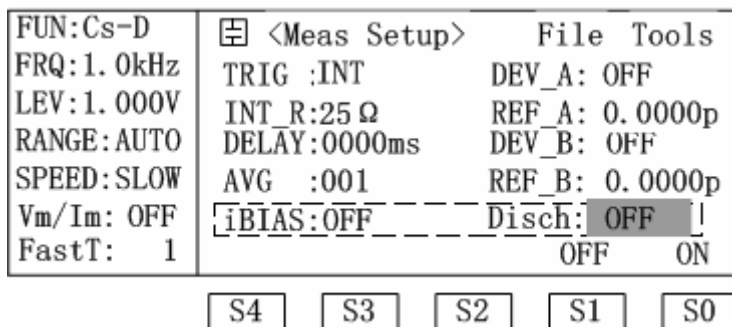 FUN:Cs-D
FRQ:1.0kHz
LEV:1.000V
RANGE:AUTO
SPEED:SLOW
Vm/Im: OFF
FastT: 1
<Meas Setup> File Tools
TRIG :INT DEV_A: OFF
INT_R:25Ω REF_A: 0.0000p
DELAY:0000ms DEV_B: OFF
AVG :001 REF_B: 0.0000p
iBIAS:OFF Disch: OFF
OFF ON
S4 S3 S2 S1 S0